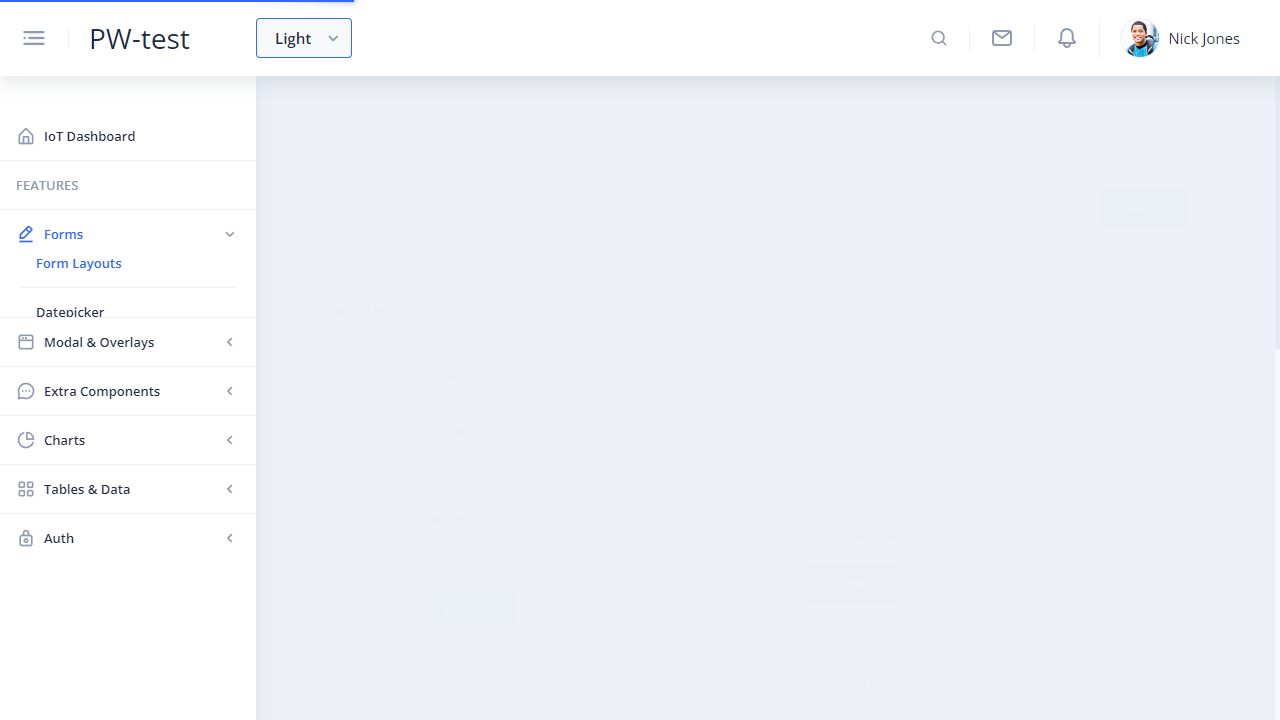 PW-test
Light
Nick Jones
IoT Dashboard
FEATURES
Forms
Form Layouts
Datepicker
Modal & Overlays
Extra Components
Charts
Tables & Data
Auth